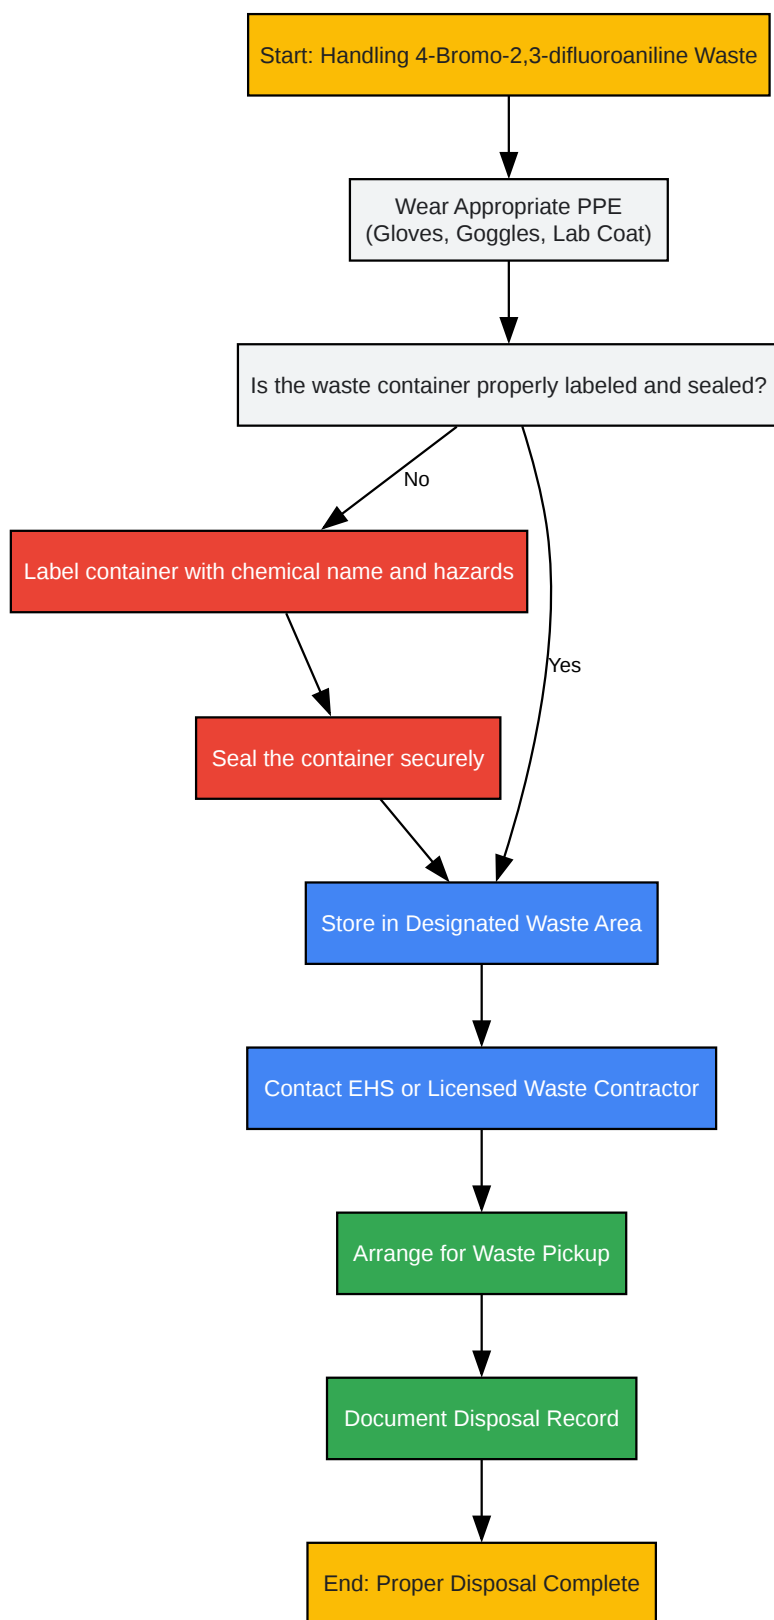 Start: Handling 4-Bromo-2,3-difluoroaniline Waste
Wear Appropriate PPE
(Gloves, Goggles, Lab Coat)
Is the waste container properly labeled and sealed?
No
Label container with chemical name and hazards
Yes
Seal the container securely
Store in Designated Waste Area
Contact EHS or Licensed Waste Contractor
Arrange for Waste Pickup
Document Disposal Record
End: Proper Disposal Complete